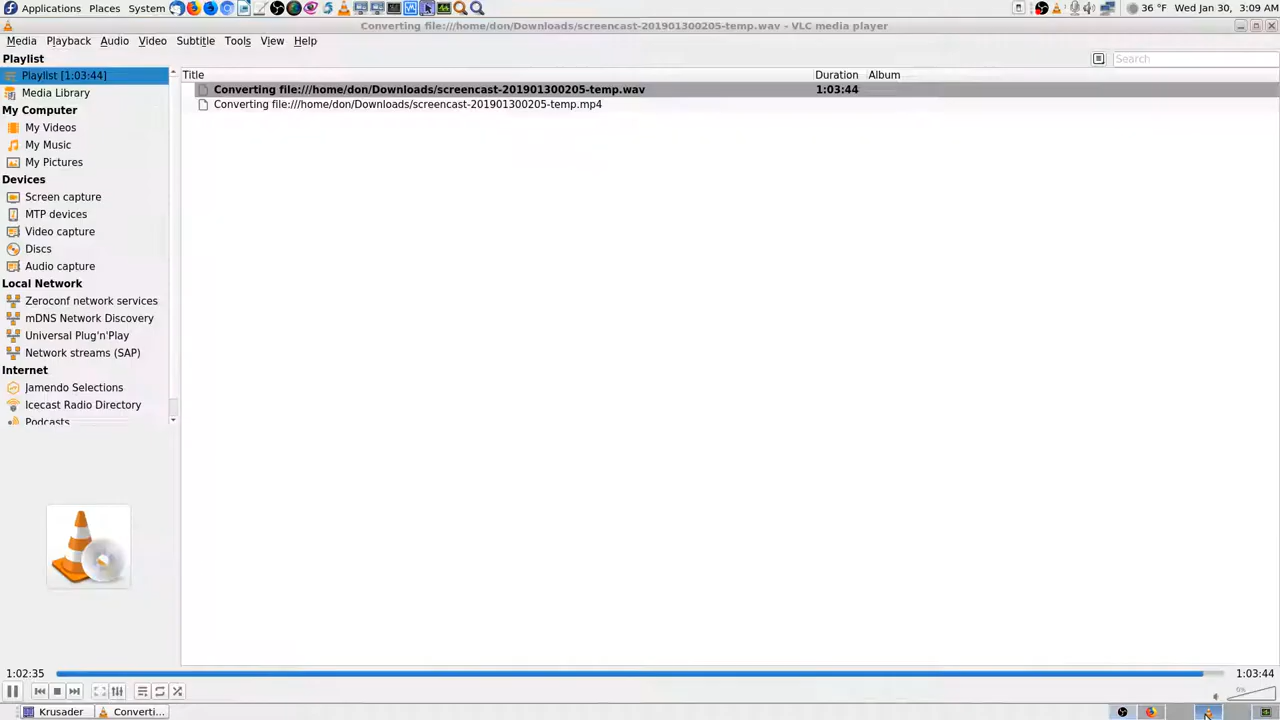 Applications Places System 36 °F Wed Jan 30, 3:09 AM
Converting file:///home/don/Downloads/screencast-201901300205-temp.wav - VLC media player
Media Playback Audio Video Subtitle Tools View Help
Playlist
Search
Playlist [1:03:44]
Media Library
My Computer
My Videos
My Music
My Pictures
Devices
Screen capture
MTP devices
Video capture
Discs
Audio capture
Local Network
Zeroconf network services
mDNS Network Discovery
Universal Plug'n'Play
Network streams (SAP)
Internet
Jamendo Selections
Icecast Radio Directory
Podcasts
Title Duration Album
Converting file:///home/don/Downloads/screencast-201901300205-temp.wav 1:03:44
Converting file:///home/don/Downloads/screencast-201901300205-temp.mp4
1:02:35 1:03:44
0%
Krusader Converti...